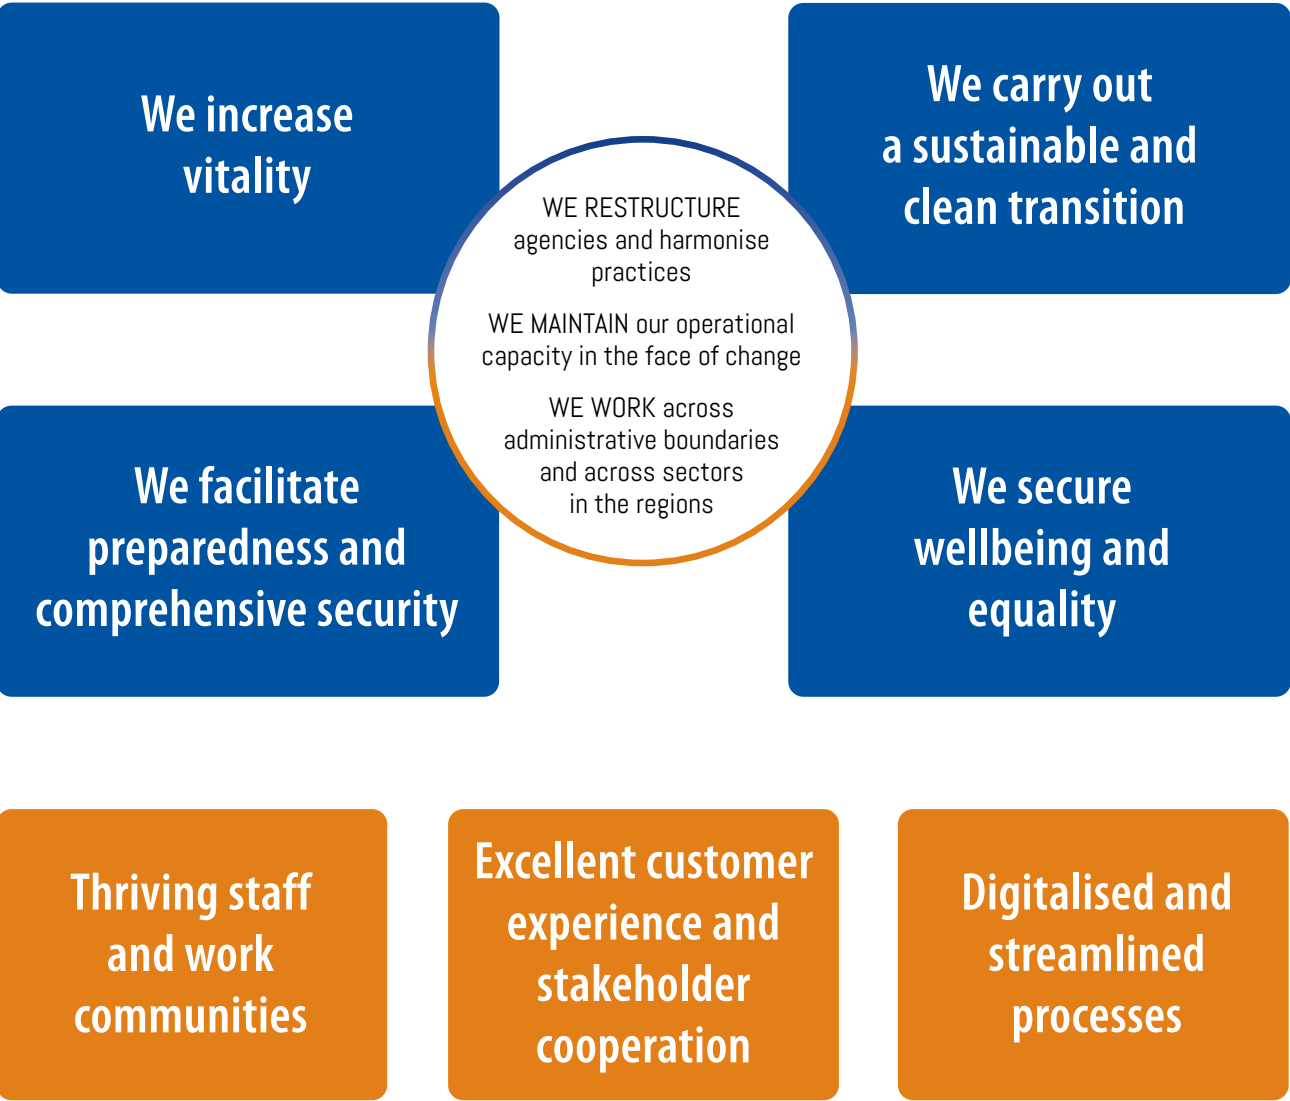 We increase
vitality
We carry out
a sustainable and
clean transition
WE RESTRUCTURE
agencies and harmonise
practices
WE MAINTAIN our operational
capacity in the face of change
WE WORK across
administrative boundaries
and across sectors
in the regions
We facilitate
preparedness and
comprehensive security
We secure
wellbeing and
equality
Thriving staff
and work
communities
Excellent customer
experience and
stakeholder
cooperation
Digitalised and
streamlined
processes